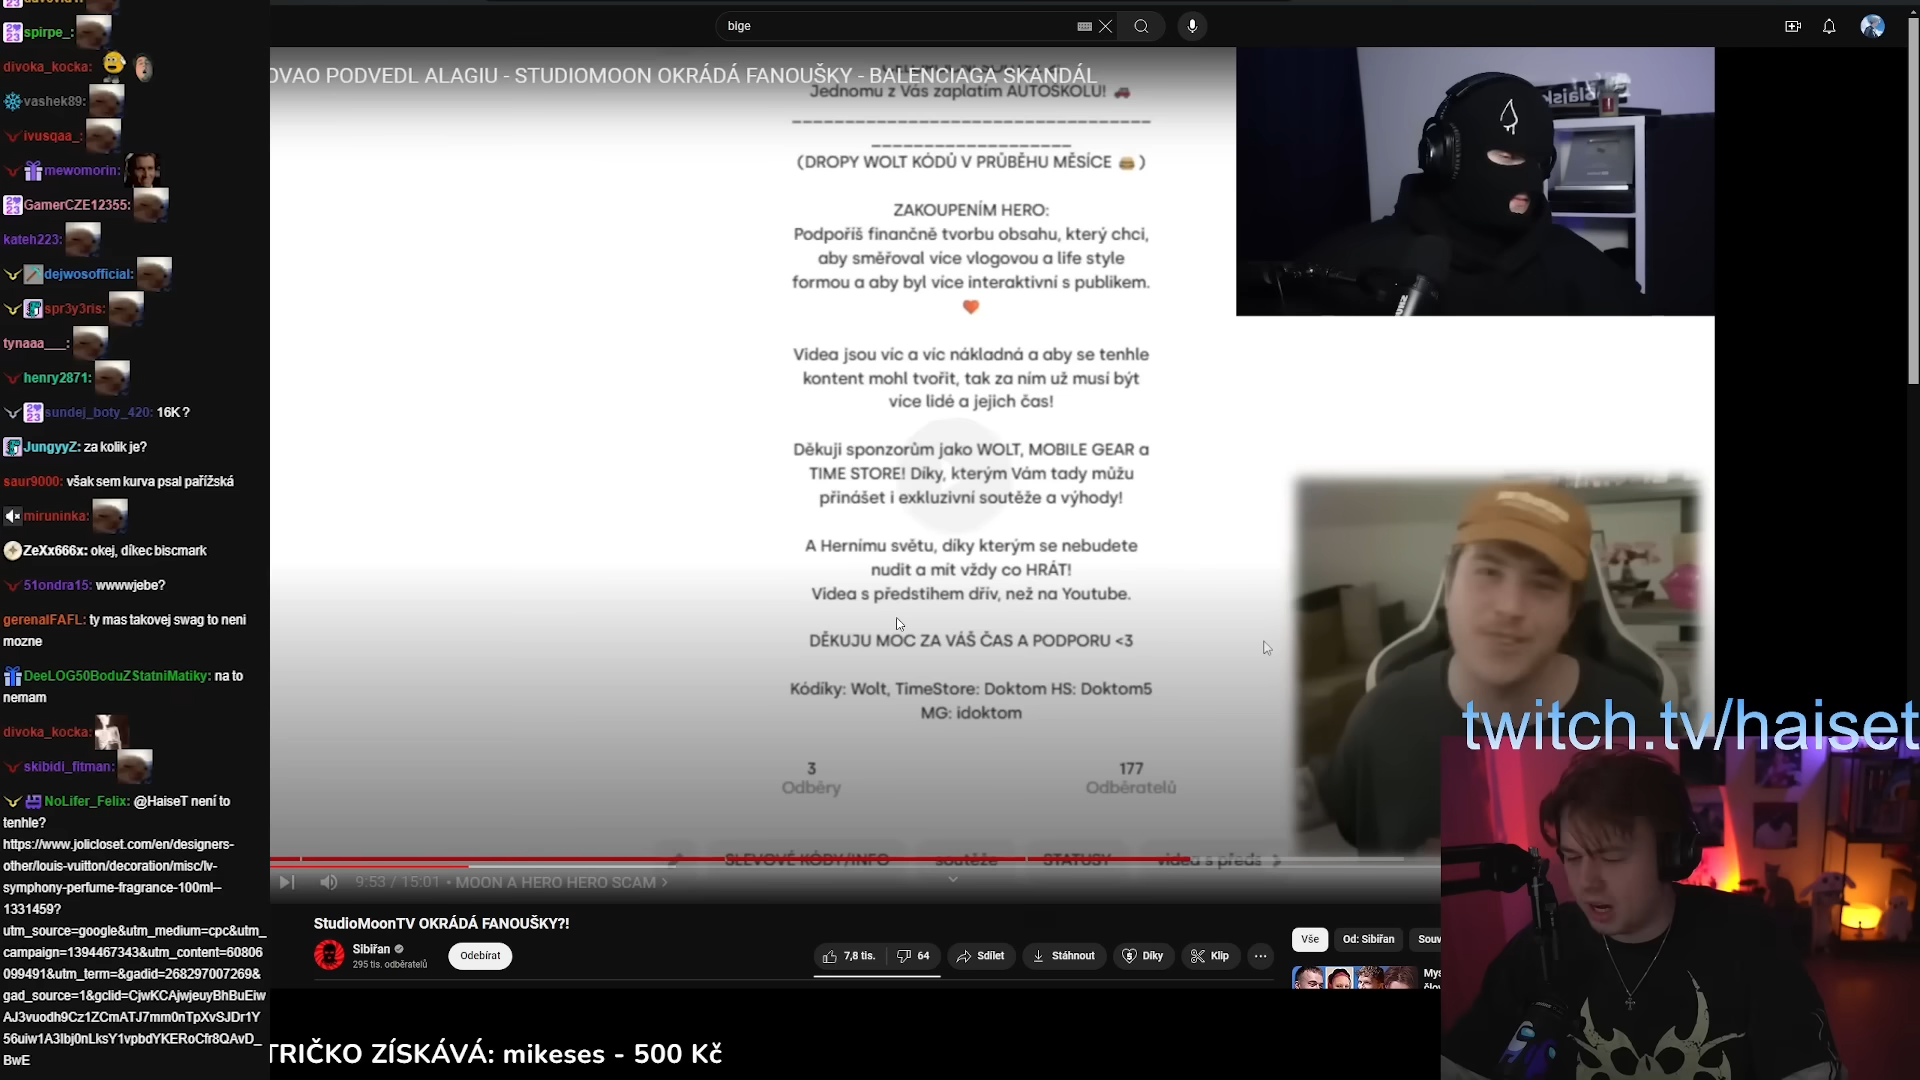 spirpe_:
divoka_kocka:
vashek89:
ivusqaa_:
mewomorin:
GamerCZE12355:
kateh223:
dejwosofficial:
spr3y3ris:
tynaaa___:
henry2871:
sundej_boty_420: 16K ?
JungyyZ: za kolik je?
saur9000: však sem kurva psal pařížská
miruninka:
ZeXx666x: okej, díkec biscmark
51ondra15: wwwwjebe?
gerenalFAFL: ty mas takovej swag to neni
mozne
DeeLOG50BoduZStatniMatiky: na to
nemam
divoka_kocka:
skibidi_fitman:
NoLifer_Felix: @HaiseT není to
tenhle?
https://www.jolicloset.com/en/designers-
other/louis-vuitton/decoration/misc/lv-
symphony-perfume-fragrance-100ml--
1331459?
utm_source=google&utm_medium=cpc&utm_
campaign=1394467343&utm_content=60806
099491&utm_term=&gadid=268297007269&
gad_source=1&gclid=CjwKCAjwjeuyBhBuEiw
AJ3vuodh9Cz1ZCmATJ7mm0nTpXvSJDr1Y
56uiw1A3lbj0nLksY1vpbdYKERoCfr8QAvD_
BwE
bige
OVAO PODVEDL ALAGIU - STUDIOMOON OKRÁDÁ FANOUŠKY - BALENCIAGA SKANDÁL
Jednomu z Vás zaplatím AUTOŠKOLU!
(DROPY WOLT KÓDŮ V PRŮBĚHU MĚSÍCE )
ZAKOUPENÍM HERO:
Podpoříš finančně tvorbu obsahu, který chci,
aby směřoval více vlogovou a life style
formou a aby byl více interaktivní s publikem.
Videa jsou víc a víc nákladná a aby se tenhle
kontent mohl tvořit, tak za ním už musí být
více lidé a jejich čas!
Děkuji sponzorům jako WOLT, MOBILE GEAR a
TIME STORE! Díky, kterým Vám tady můžu
přinášet i exkluzivní soutěže a výhody!
A Hernímu světu, díky kterým se nebudete
nudit a mít vždy co HRÁT!
Videa s předstihem dřív, než na Youtube.
DĚKUJU MOC ZA VÁŠ ČAS A PODPORU <3
Kódíky: Wolt, TimeStore: Doktom HS: Doktom5
MG: idoktom
3
Odběry
177
Odběratelů
SLEVOVÉ KÓDY/INFO
soutěže
STATUSY
videa s předs
9:53 / 15:01 • MOON A HERO HERO SCAM
StudioMoonTV OKRÁDÁ FANOUŠKY?!
Sibiřan
295 tis. odběratelů
Odebírat
7,8 tis.
64
Sdílet
Stáhnout
Díky
Klip
Vše
Od: Sibiřan
Souv
Mys
člov
twitch.tv/haiset
TRIČKO ZÍSKÁVÁ: mikeses - 500 Kč